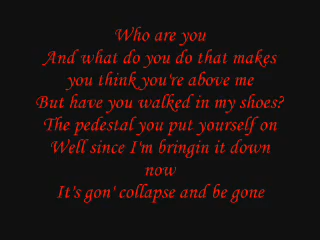 Who are you
And what do you do that makes
you think you're above me
But have you walked in my shoes?
The pedestal you put yourself on
Well since I'm bringin it down
now
It's gon' collapse and be gone